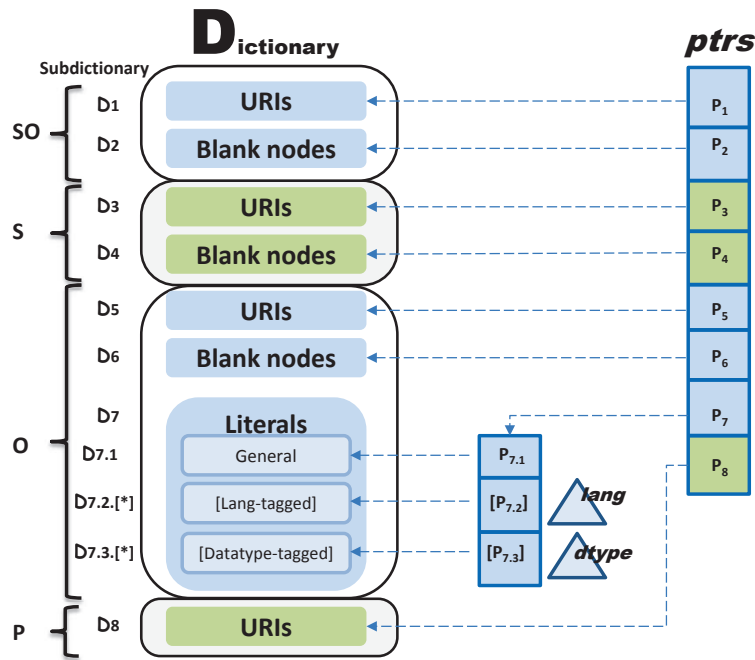 Dictionary
ptrs
Subdictionary
SO
D1
URIs
P1
D2
Blank nodes
P2
S
D3
URIs
P3
D4
Blank nodes
P4
O
D5
URIs
P5
D6
Blank nodes
P6
D7
Literals
P7
D7.1
General
P7.1
P8
D7.2.[*]
[Lang-tagged]
[P7.2]
lang
D7.3.[*]
[Datatype-tagged]
[P7.3]
dtype
P
D8
URIs